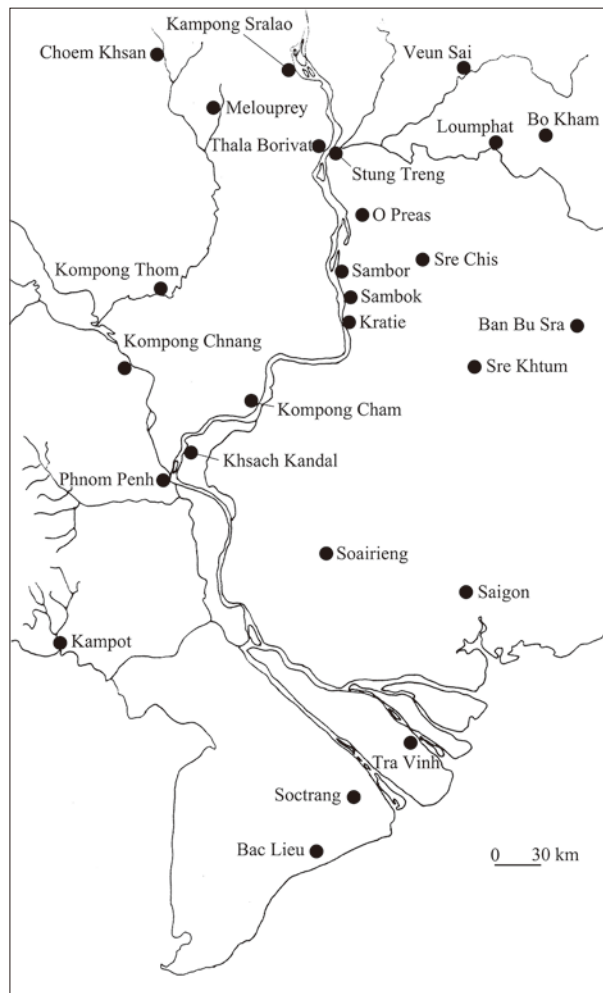 Kampong Sralao
Choem Khsan
Veun Sai
Melouprey
Bo Kham
Loumphat
Thala Borivat
Stung Treng
O Preas
Sre Chis
Kompong Thom
Sambor
Sambok
Kratie
Ban Bu Sra
Kompong Chnang
Sre Khtum
Kompong Cham
Khsach Kandal
Phnom Penh
Soairieng
Saigon
Kampot
Tra Vinh
Soctrang
Bac Lieu
0 30 km